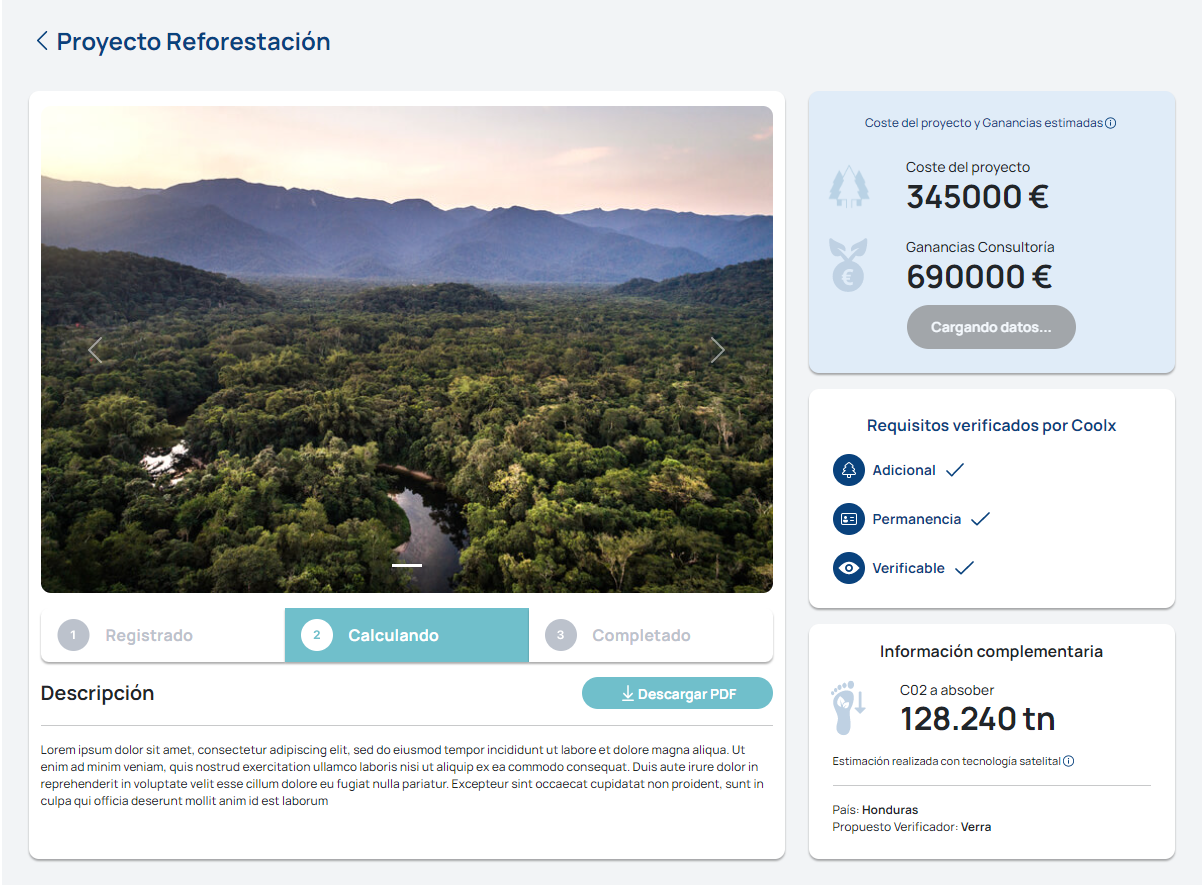 Proyecto Reforestación
1 Registrado
2 Calculando
3 Completado
Descripción
Descargar PDF
Lorem ipsum dolor sit amet, consectetur adipiscing elit, sed do eiusmod tempor incididunt ut labore et dolore magna aliqua. Ut
enim ad minim veniam, quis nostrud exercitation ullamco laboris nisi ut aliquip ex ea commodo consequat. Duis aute irure dolor in
reprehenderit in voluptate velit esse cillum dolore eu fugiat nulla pariatur. Excepteur sint occaecat cupidatat non proident, sunt in
culpa qui officia deserunt mollit anim id est laborum
Coste del proyecto y Ganancias estimadas
Coste del proyecto
345000 €
Ganancias Consultoría
690000 €
Cargando datos...
Requisitos verificados por Coolx
Adicional
Permanencia
Verificable
Información complementaria
C02 a absober
128.240 tn
Estimación realizada con tecnología satelital
País: Honduras
Propuesto Verificador: Verra